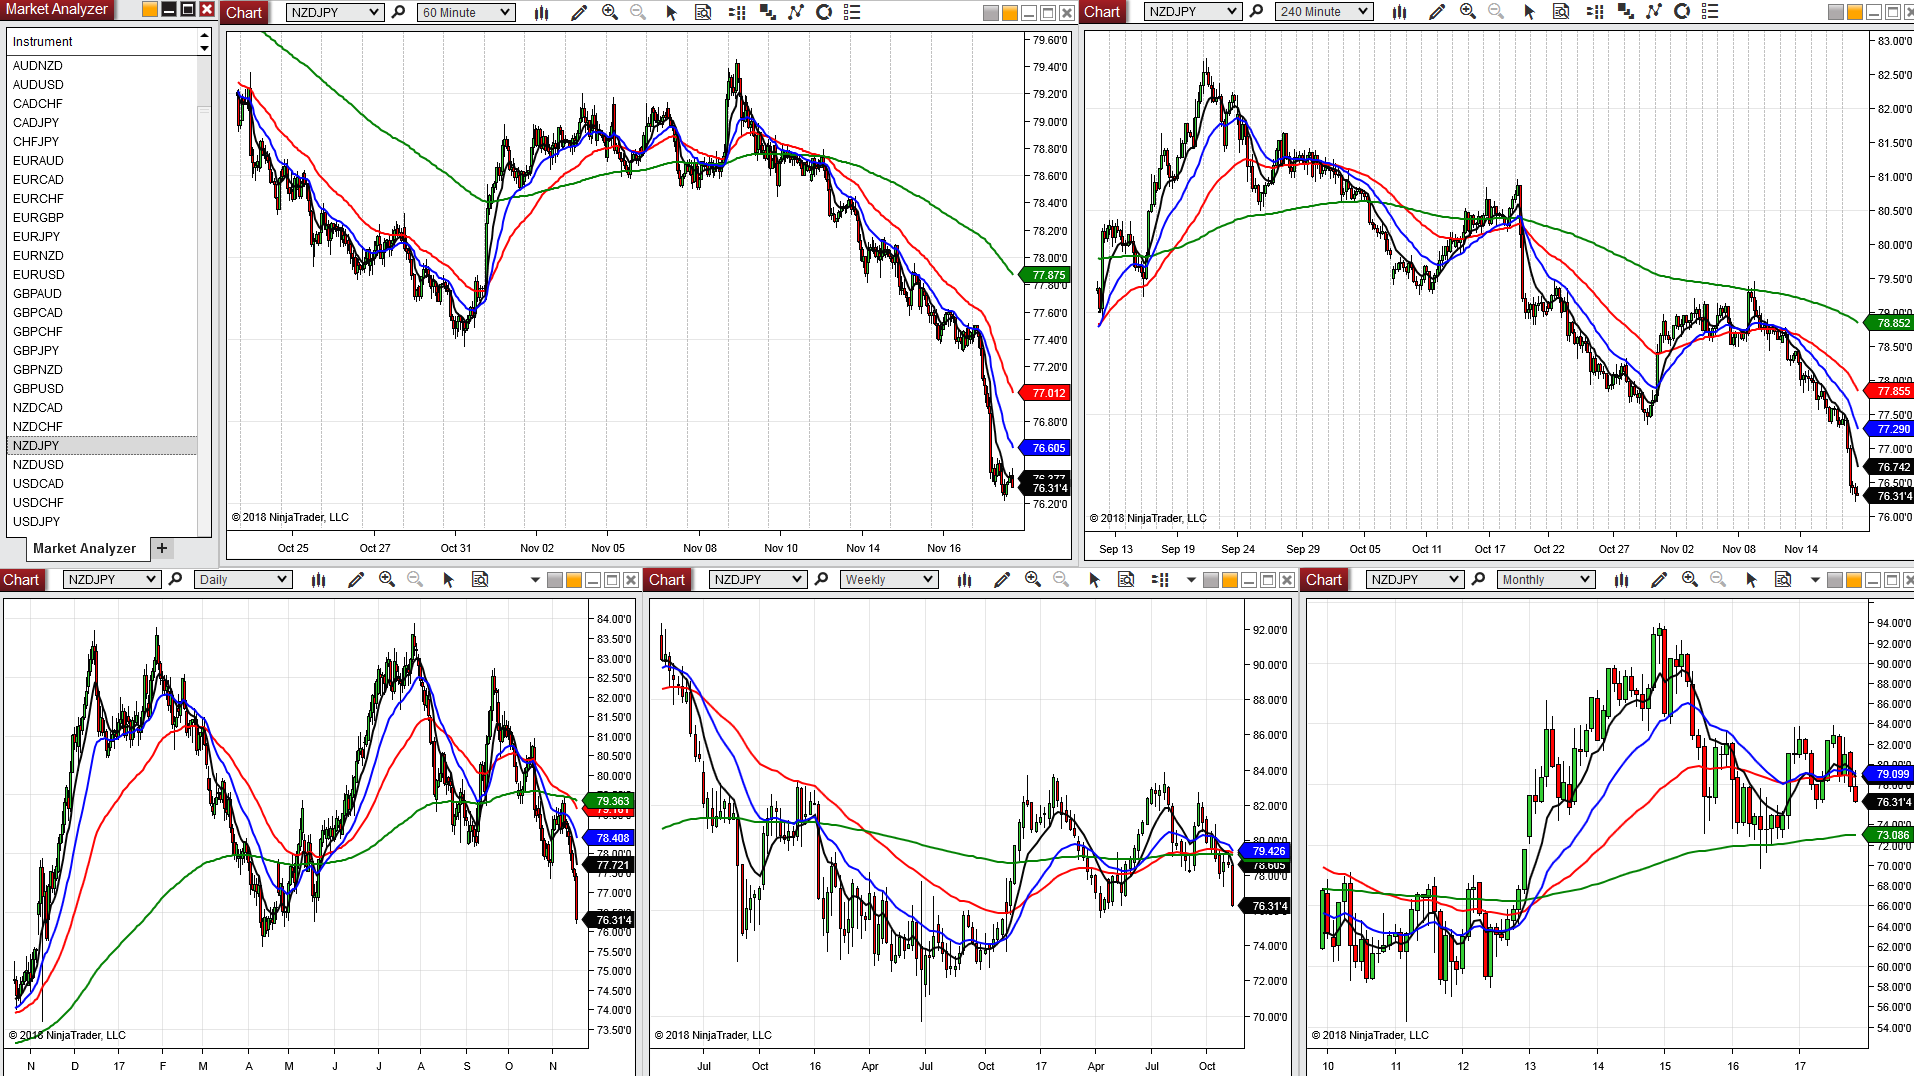 Market Analyzer
Instrument
AUDNZD
AUDUSD
CADCHF
CADJPY
CHFJPY
EURAUD
EURCAD
EURCHF
EURGBP
EURJPY
EURNZD
EURUSD
GBPAUD
GBPCAD
GBPCHF
GBPJPY
GBPNZD
GBPUSD
NZDCAD
NZDCHF
NZDJPY
NZDUSD
USDCAD
USDCHF
USDJPY
Market Analyzer +
Chart NZDJPY 60 Minute
79.60'0
79.40'0
79.20'0
79.00'0
78.80'0
78.60'0
78.40'0
78.20'0
78.00'0
77.875
77.80'0
77.60'0
77.40'0
77.20'0
77.012
76.80'0
76.605
76.31'4
76.20'0
© 2018 NinjaTrader, LLC
Oct 25 Oct 27 Oct 31 Nov 02 Nov 05 Nov 08 Nov 10 Nov 14 Nov 16
Chart NZDJPY 240 Minute
83.00'0
82.50'0
82.00'0
81.50'0
81.00'0
80.50'0
80.00'0
79.50'0
79.00'0
78.852
78.50'0
78.00'0
77.855
77.50'0
77.290
77.00'0
76.742
76.50'0
76.31'4
76.00'0
© 2018 NinjaTrader, LLC
Sep 13 Sep 19 Sep 24 Sep 29 Oct 05 Oct 11 Oct 17 Oct 22 Oct 27 Nov 02 Nov 08 Nov 14
Chart NZDJPY Daily
84.00'0
83.50'0
83.00'0
82.50'0
82.00'0
81.50'0
81.00'0
80.50'0
80.00'0
79.363
79.00'0
78.408
78.00'0
77.721
77.50'0
77.00'0
76.31'4
76.00'0
75.50'0
75.00'0
74.50'0
74.00'0
73.50'0
© 2018 NinjaTrader, LLC
N D 17 F M A M J J A S O N
Chart NZDJPY Weekly
92.00'0
90.00'0
88.00'0
86.00'0
84.00'0
82.00'0
80.00'0
79.426
78.605
78.00'0
76.31'4
74.00'0
72.00'0
70.00'0
© 2018 NinjaTrader, LLC
Jul Oct 16 Apr Jul Oct 17 Apr Jul Oct
Chart NZDJPY Monthly
94.00'0
92.00'0
90.00'0
88.00'0
86.00'0
84.00'0
82.00'0
80.00'0
79.099
78.00'0
76.31'4
73.086
72.00'0
70.00'0
68.00'0
66.00'0
64.00'0
62.00'0
60.00'0
58.00'0
56.00'0
54.00'0
© 2018 NinjaTrader, LLC
10 11 12 13 14 15 16 17